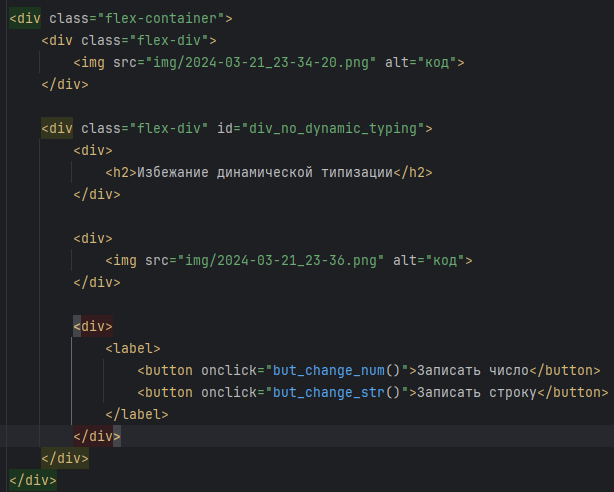 <div class="flex-container">
<div class="flex-div">
<img src="img/2024-03-21_23-34-20.png" alt="код">
</div>
<div class="flex-div" id="div_no_dynamic_typing">
<div>
<h2>Избежание динамической типизации</h2>
</div>
<div>
<img src="img/2024-03-21_23-36.png" alt="код">
</div>
<div>
<label>
<button onclick="but_change_num()">Записать число</button>
<button onclick="but_change_str()">Записать строку</button>
</label>
</div>
</div>
</div>